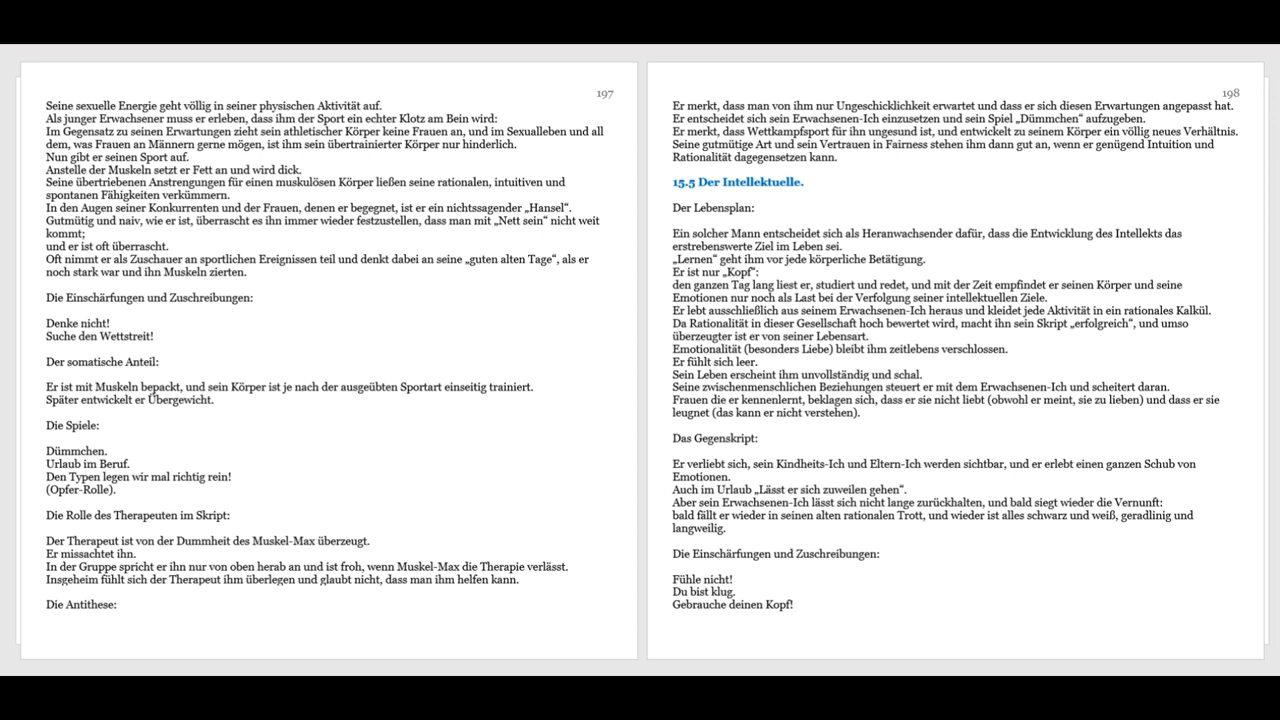 197
Seine sexuelle Energie geht völlig in seiner physischen Aktivität auf.
Als junger Erwachsener muss er erleben, dass ihm der Sport ein echter Klotz am Bein wird:
Im Gegensatz zu seinen Erwartungen zieht sein athletischer Körper keine Frauen an, und im Sexualleben und all
dem, was Frauen an Männern gerne mögen, ist ihm sein übertrainierter Körper nur hinderlich.
Nun gibt er seinen Sport auf.
Anstelle der Muskeln setzt er Fett an und wird dick.
Seine übertriebenen Anstrengungen für einen muskulösen Körper ließen seine rationalen, intuitiven und
spontanen Fähigkeiten verkümmern.
In den Augen seiner Konkurrenten und der Frauen, denen er begegnet, ist er ein nichtssagender „Hansel“.
Gutmütig und naiv, wie er ist, überrascht es ihn immer wieder festzustellen, dass man mit „Nett sein“ nicht weit
kommt;
und er ist oft überrascht.
Oft nimmt er als Zuschauer an sportlichen Ereignissen teil und denkt dabei an seine „guten alten Tage“, als er
noch stark war und ihn Muskeln zierten.
Die Einschärfungen und Zuschreibungen:
Denke nicht!
Suche den Wettstreit!
Der somatische Anteil:
Er ist mit Muskeln bepackt, und sein Körper ist je nach der ausgeübten Sportart einseitig trainiert.
Später entwickelt er Übergewicht.
Die Spiele:
Dümmchen.
Urlaub im Beruf.
Den Typen legen wir mal richtig rein!
(Opfer-Rolle).
Die Rolle des Therapeuten im Skript:
Der Therapeut ist von der Dummheit des Muskel-Max überzeugt.
Er missachtet ihn.
In der Gruppe spricht er ihn nur von oben herab an und ist froh, wenn Muskel-Max die Therapie verlässt.
Insgeheim fühlt sich der Therapeut ihm überlegen und glaubt nicht, dass man ihm helfen kann.
Die Antithese:
198
Er merkt, dass man von ihm nur Ungeschicklichkeit erwartet und dass er sich diesen Erwartungen angepasst hat.
Er entscheidet sich sein Erwachsenen-Ich einzusetzen und sein Spiel „Dümmchen“ aufzugeben.
Er merkt, dass Wettkampfsport für ihn ungesund ist, und entwickelt zu seinem Körper ein völlig neues Verhältnis.
Seine gutmütige Art und sein Vertrauen in Fairness stehen ihm dann gut an, wenn er genügend Intuition und
Rationalität dagegensetzen kann.
15.5 Der Intellektuelle.
Der Lebensplan:
Ein solcher Mann entscheidet sich als Heranwachsender dafür, dass die Entwicklung des Intellekts das
erstrebenswerte Ziel im Leben sei.
„Lernen“ geht ihm vor jede körperliche Betätigung.
Er ist nur „Kopf“:
den ganzen Tag lang liest er, studiert und redet, und mit der Zeit empfindet er seinen Körper und seine
Emotionen nur noch als Last bei der Verfolgung seiner intellektuellen Ziele.
Er lebt ausschließlich aus seinem Erwachsenen-Ich heraus und kleidet jede Aktivität in ein rationales Kalkül.
Da Rationalität in dieser Gesellschaft hoch bewertet wird, macht ihn sein Skript „erfolgreich“, und umso
überzeugter ist er von seiner Lebensart.
Emotionalität (besonders Liebe) bleibt ihm zeitlebens verschlossen.
Er fühlt sich leer.
Sein Leben erscheint ihm unvollständig und schal.
Seine zwischenmenschlichen Beziehungen steuert er mit dem Erwachsenen-Ich und scheitert daran.
Frauen die er kennenlernt, beklagen sich, dass er sie nicht liebt (obwohl er meint, sie zu lieben) und dass er sie
leugnet (das kann er nicht verstehen).
Das Gegenskript:
Er verliebt sich, sein Kindheits-Ich und Eltern-Ich werden sichtbar, und er erlebt einen ganzen Schub von
Emotionen.
Auch im Urlaub „Lässt er sich zuweilen gehen“.
Aber sein Erwachsenen-Ich lässt sich nicht lange zurückhalten, und bald siegt wieder die Vernunft:
bald fällt er wieder in seinen alten rationalen Trott, und wieder ist alles schwarz und weiß, geradlinig und
langweilig.
Die Einschärfungen und Zuschreibungen:
Fühle nicht!
Du bist klug.
Gebrauche deinen Kopf!